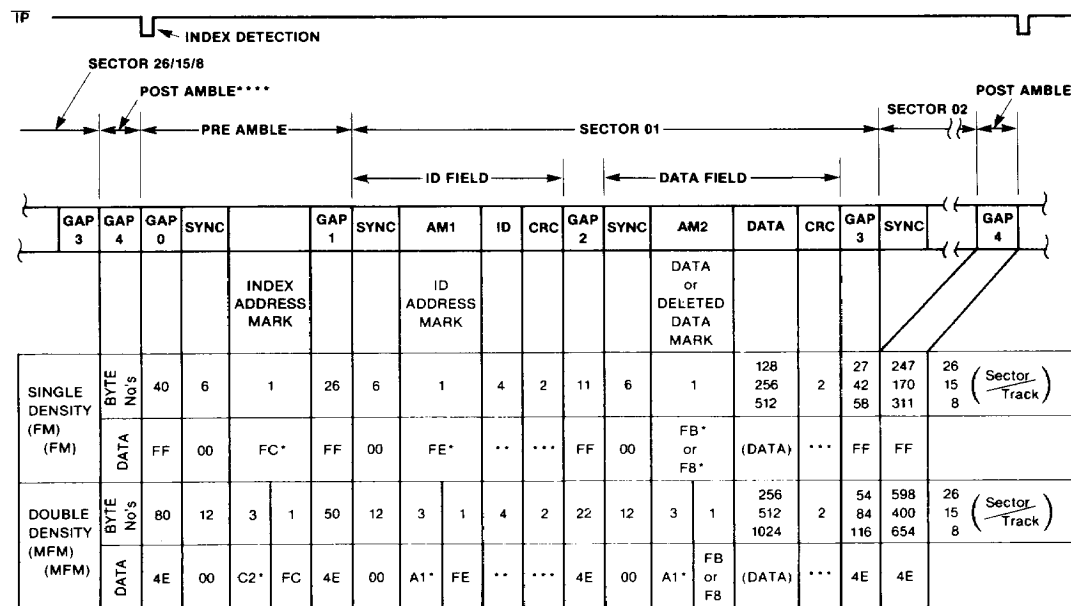 IP
INDEX DETECTION
SECTOR 26/15/8
POST AMBLE****
PRE AMBLE
SECTOR 01
SECTOR 02
POST AMBLE
ID FIELD
DATA FIELD
GAP 3 GAP 4 GAP 0 SYNC GAP 1 SYNC AM1 ID CRC GAP 2 SYNC AM2 DATA CRC GAP 3 SYNC GAP 4
INDEX ADDRESS MARK
ID ADDRESS MARK
DATA or DELETED DATA MARK
SINGLE DENSITY (FM) (FM)
BYTE No's 40 6 1 26 6 1 4 2 11 6 1 128 256 512 2 27 42 58 247 170 311 26 15 8 (Sector/Track)
DATA FF 00 FC* FF 00 FE* ** *** FF 00 FB* or F8* (DATA) *** FF FF
DOUBLE DENSITY (MFM) (MFM)
BYTE No's 80 12 3 1 50 12 3 1 4 2 22 12 3 1 256 512 1024 2 54 84 116 598 400 654 26 15 8 (Sector/Track)
DATA 4E 00 C2* FC 4E 00 A1* FE ** *** 4E 00 A1* FB or F8 (DATA) *** 4E 4E